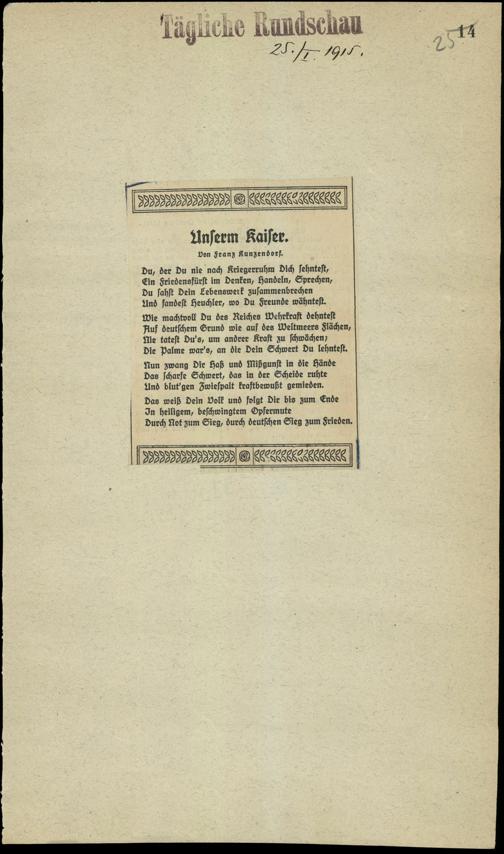 Tägliche Rundschau
14
25./I. 1915.
25
Unserm Kaiser.
Von Franz Kunzendorf.
Du, der Du nie nach Kriegerruhm Dich sehntest,
Ein Friedensfürst im Denken, Handeln, Sprechen,
Du sahst Dein Lebenswerk zusammenbrechen
Und fandest Heuchler, wo Du Freunde wähntest.
Wie machtvoll Du des Reiches Wehrkraft dehntest
Auf deutschem Grund wie auf des Weltmeers Flächen,
Nie tatest Du's, um andrer Kraft zu schwächen;
Die Palme war's, an die Dein Schwert Du lehntest.
Nun zwang Dir Haß und Mißgunst in die Hände
Das scharfe Schwert, das in der Scheide ruhte
Und blut'gen Zwiespalt kraftbewußt gemieden.
Das weiß Dein Volk und folgt Dir bis zum Ende
In heiligem, beschwingtem Opfermute
Durch Not zum Sieg, durch deutschen Sieg zum Frieden.